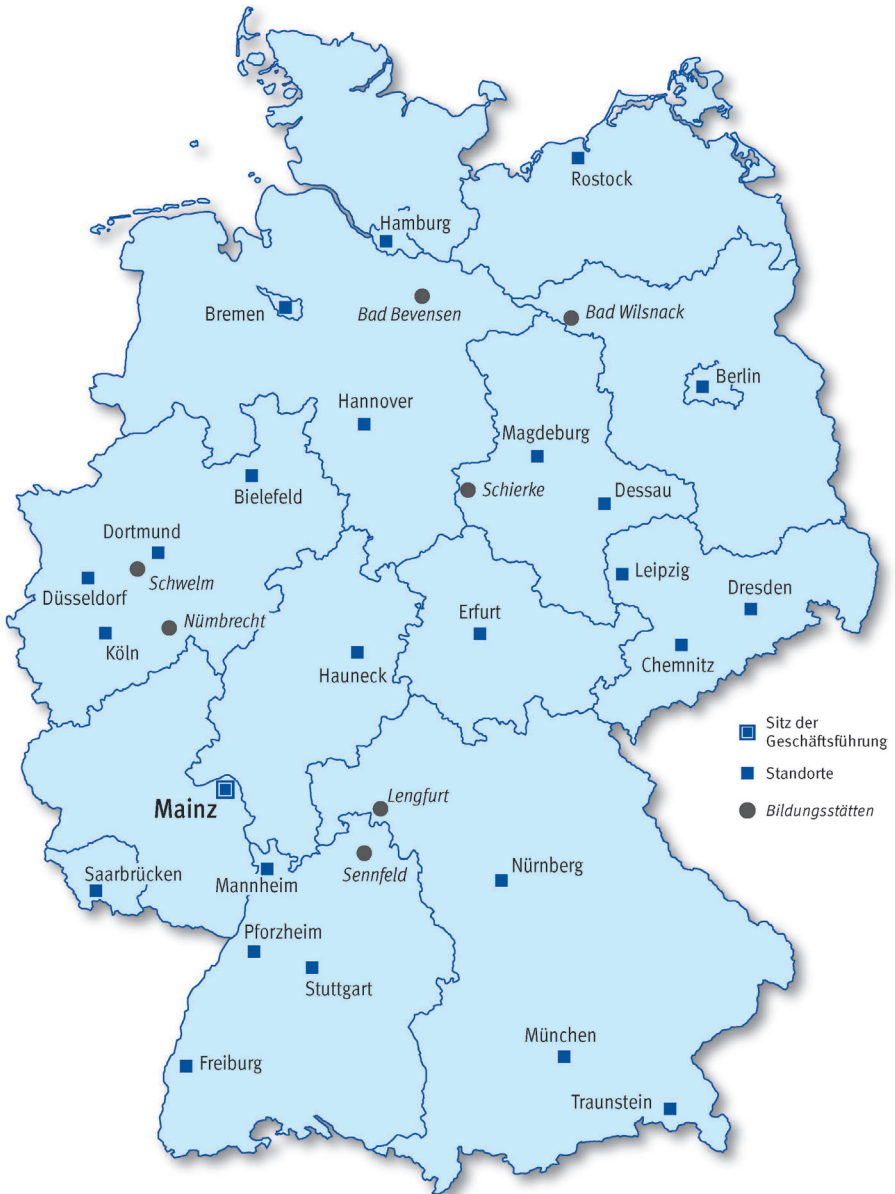 Rostock
Hamburg
Bremen
Bad Bevensen
Bad Wilsnack
Berlin
Hannover
Magdeburg
Bielefeld
Schierke
Dessau
Dortmund
Schwelm
Düsseldorf
Leipzig
Dresden
Nümbrecht
Erfurt
Köln
Hauneck
Chemnitz
Sitz der
Geschäftsführung
Standorte
Bildungsstätten
Mainz
Lengfurt
Saarbrücken
Mannheim
Sennfeld
Nürnberg
Pforzheim
Stuttgart
München
Freiburg
Traunstein